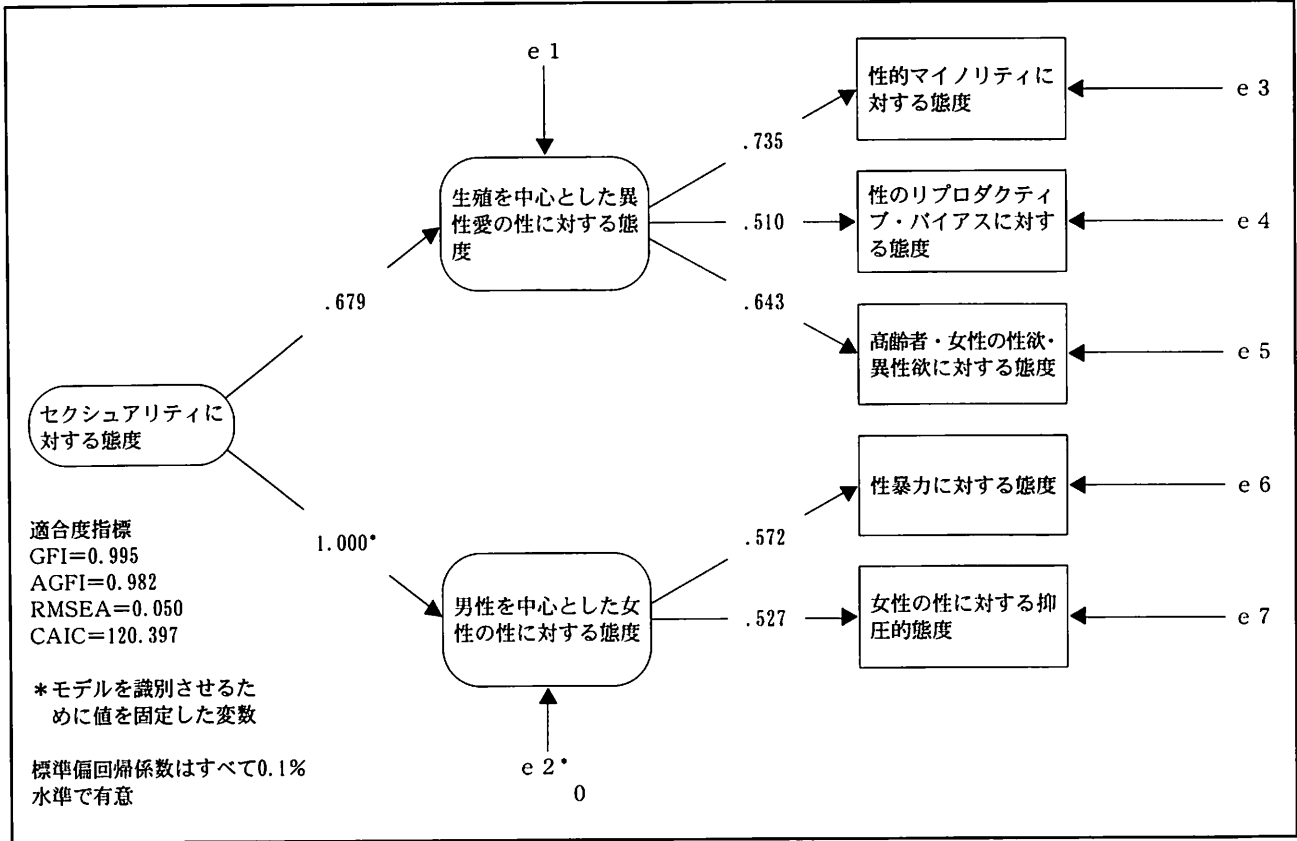 e 1
性的マイノリティに
対する態度
e 3
.735
生殖を中心とした異
性愛の性に対する態
度
.510
性のリプロダクティ
ブ・バイアスに対す
る態度
e 4
.679
.643
高齢者・女性の性欲・
異性欲に対する態度
e 5
セクシュアリティに
対する態度
性暴力に対する態度
e 6
適合度指標
GFI=0.995
AGFI=0.982
RMSEA=0.050
CAIC=120.397
1.000*
.572
男性を中心とした女
性の性に対する態度
.527
女性の性に対する抑
圧的態度
e 7
*モデルを識別させるた
めに値を固定した変数
e 2*
0
標準偏回帰係数はすべて0.1%
水準で有意